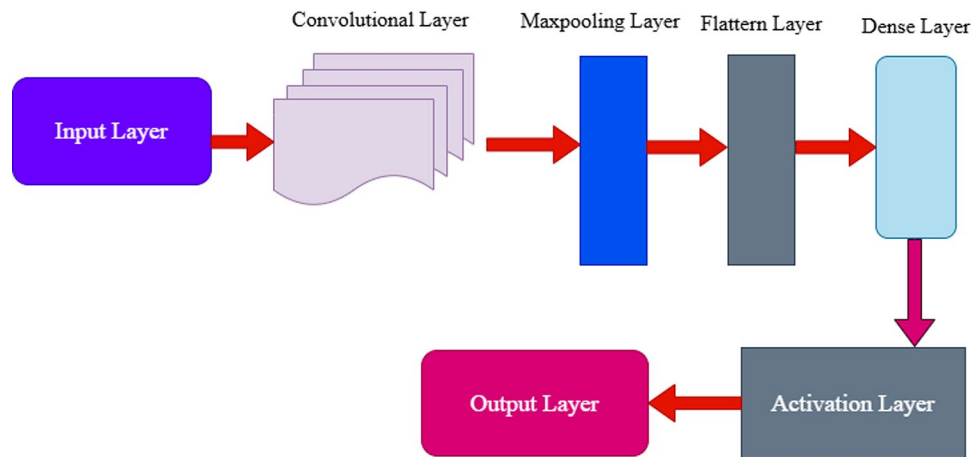 Convolutional Layer
Maxpooling Layer
Flattern Layer
Dense Layer
Input Layer
Output Layer
Activation Layer